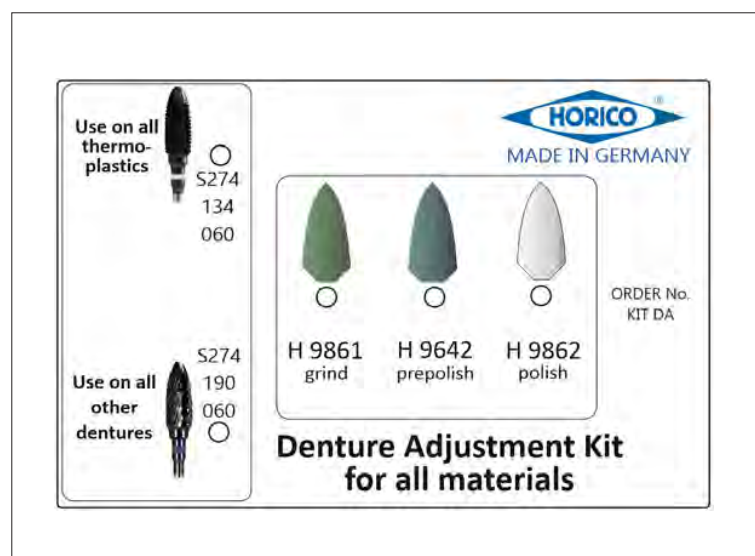 Use on all
thermo-
plastics
S274
134
060
HORICO®
MADE IN GERMANY
H 9861
grind
H 9642
prepolish
H 9862
polish
ORDER No.
KIT DA
S274
190
060
Use on all
other
dentures
Denture Adjustment Kit
for all materials